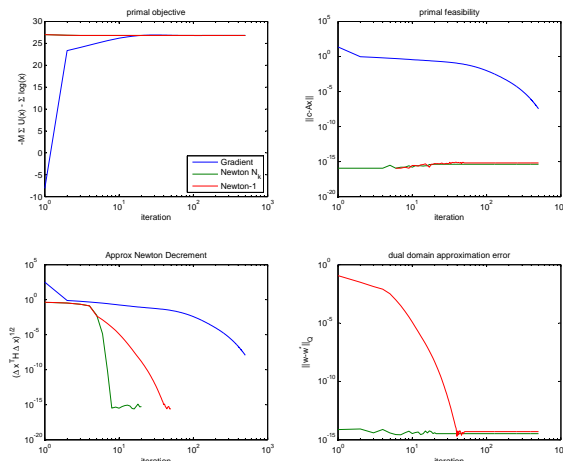 primal objective
30
25
20
15
10
5
0
-5
-10
-M Σ U(x) - Σ log(x)
10^0
10^1
10^2
10^3
iteration
Gradient
Newton N_k
Newton-1
primal feasibility
10^5
10^0
10^-5
10^-10
10^-15
10^-20
||c-Ax||
10^0
10^1
10^2
10^3
iteration
Approx Newton Decrement
10^5
10^0
10^-5
10^-10
10^-15
10^-20
(Δ x^T H Δ x)^1/2
10^0
10^1
10^2
10^3
iteration
dual domain approximation error
10^0
10^-5
10^-10
10^-15
||w-w^*||_Q
10^0
10^1
10^2
10^3
iteration